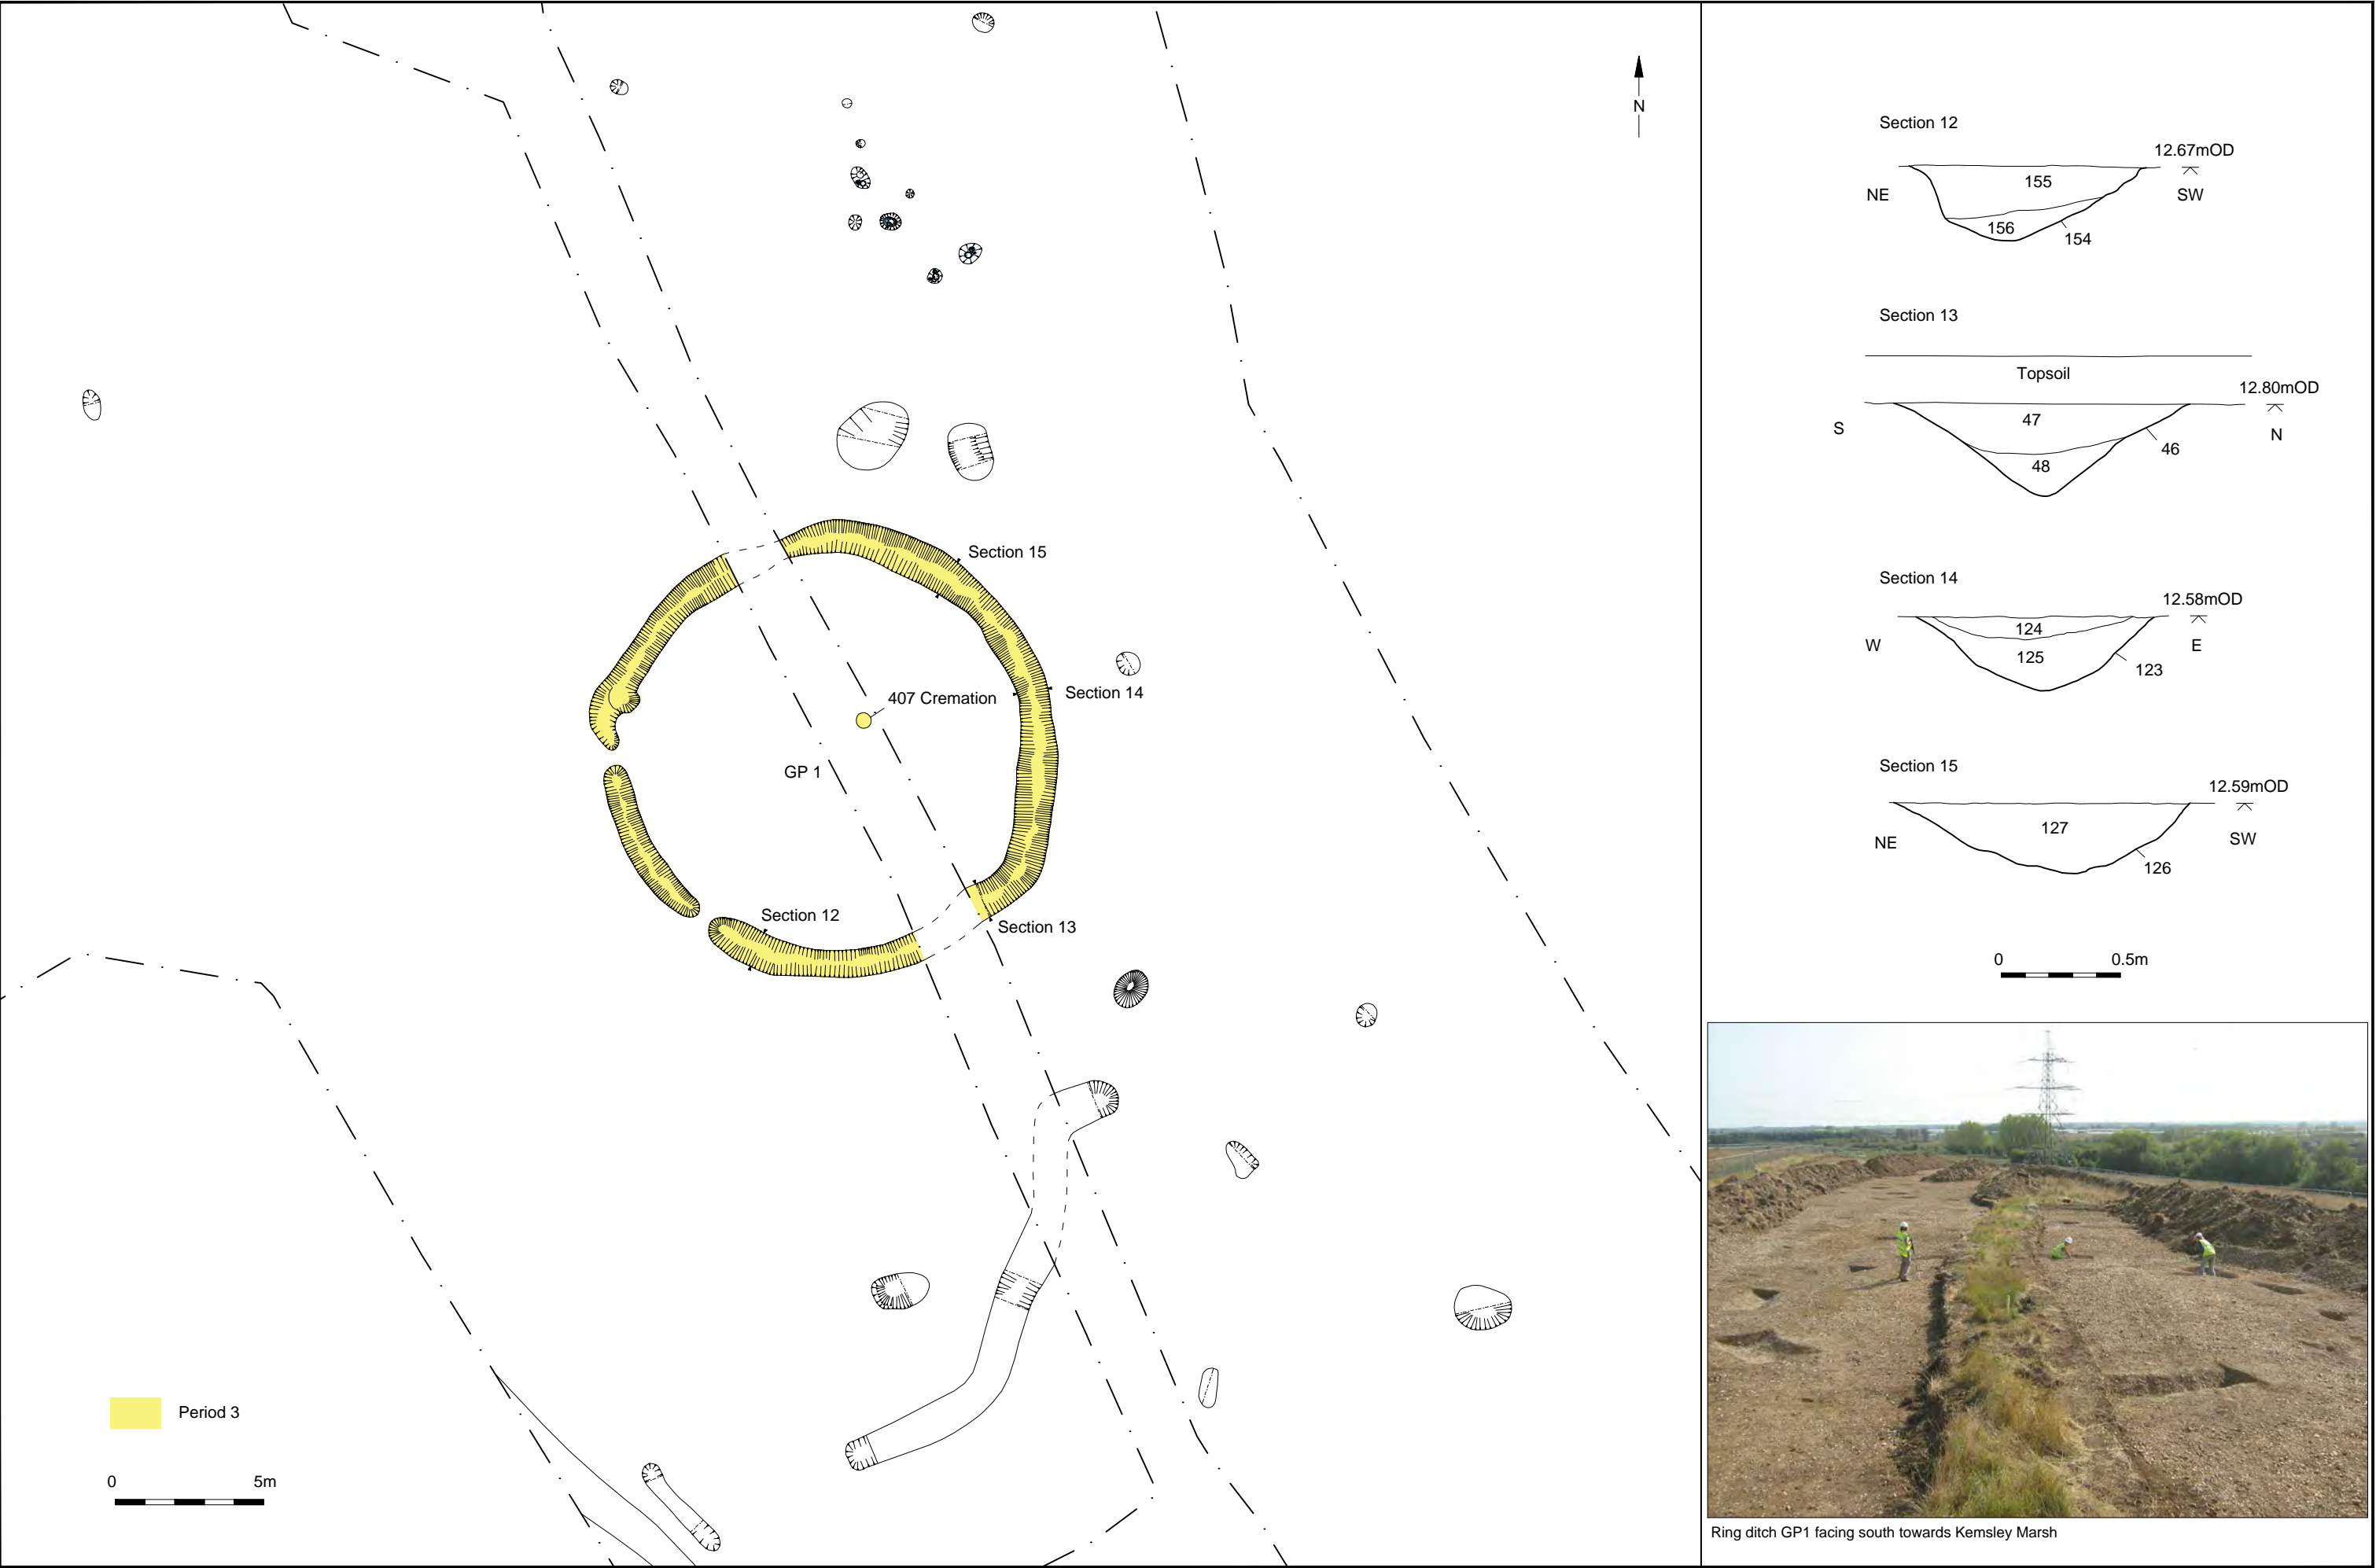 N
Section 15
407 Cremation
Section 14
GP 1
Section 12
Section 13
Period 3
0 5m
Section 12
12.67mOD
155
NE SW
156
154
Section 13
Topsoil
12.80mOD
47
S N
46
48
Section 14
12.58mOD
124
W E
125
123
Section 15
12.59mOD
127
NE SW
126
0 0.5m
Ring ditch GP1 facing south towards Kemsley Marsh